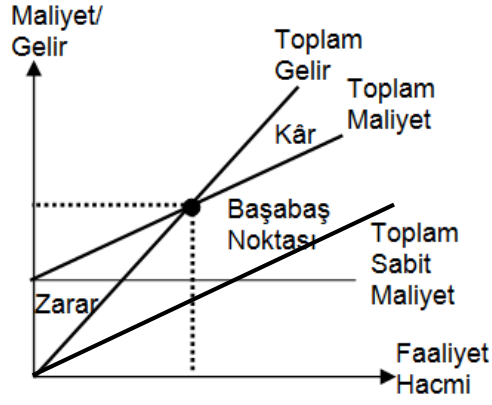 Maliyet/
Gelir
Toplam
Gelir
Toplam
Maliyet
Kâr
Başabaş
Noktası
Toplam
Sabit
Maliyet
Zarar
Faaliyet
Hacmi